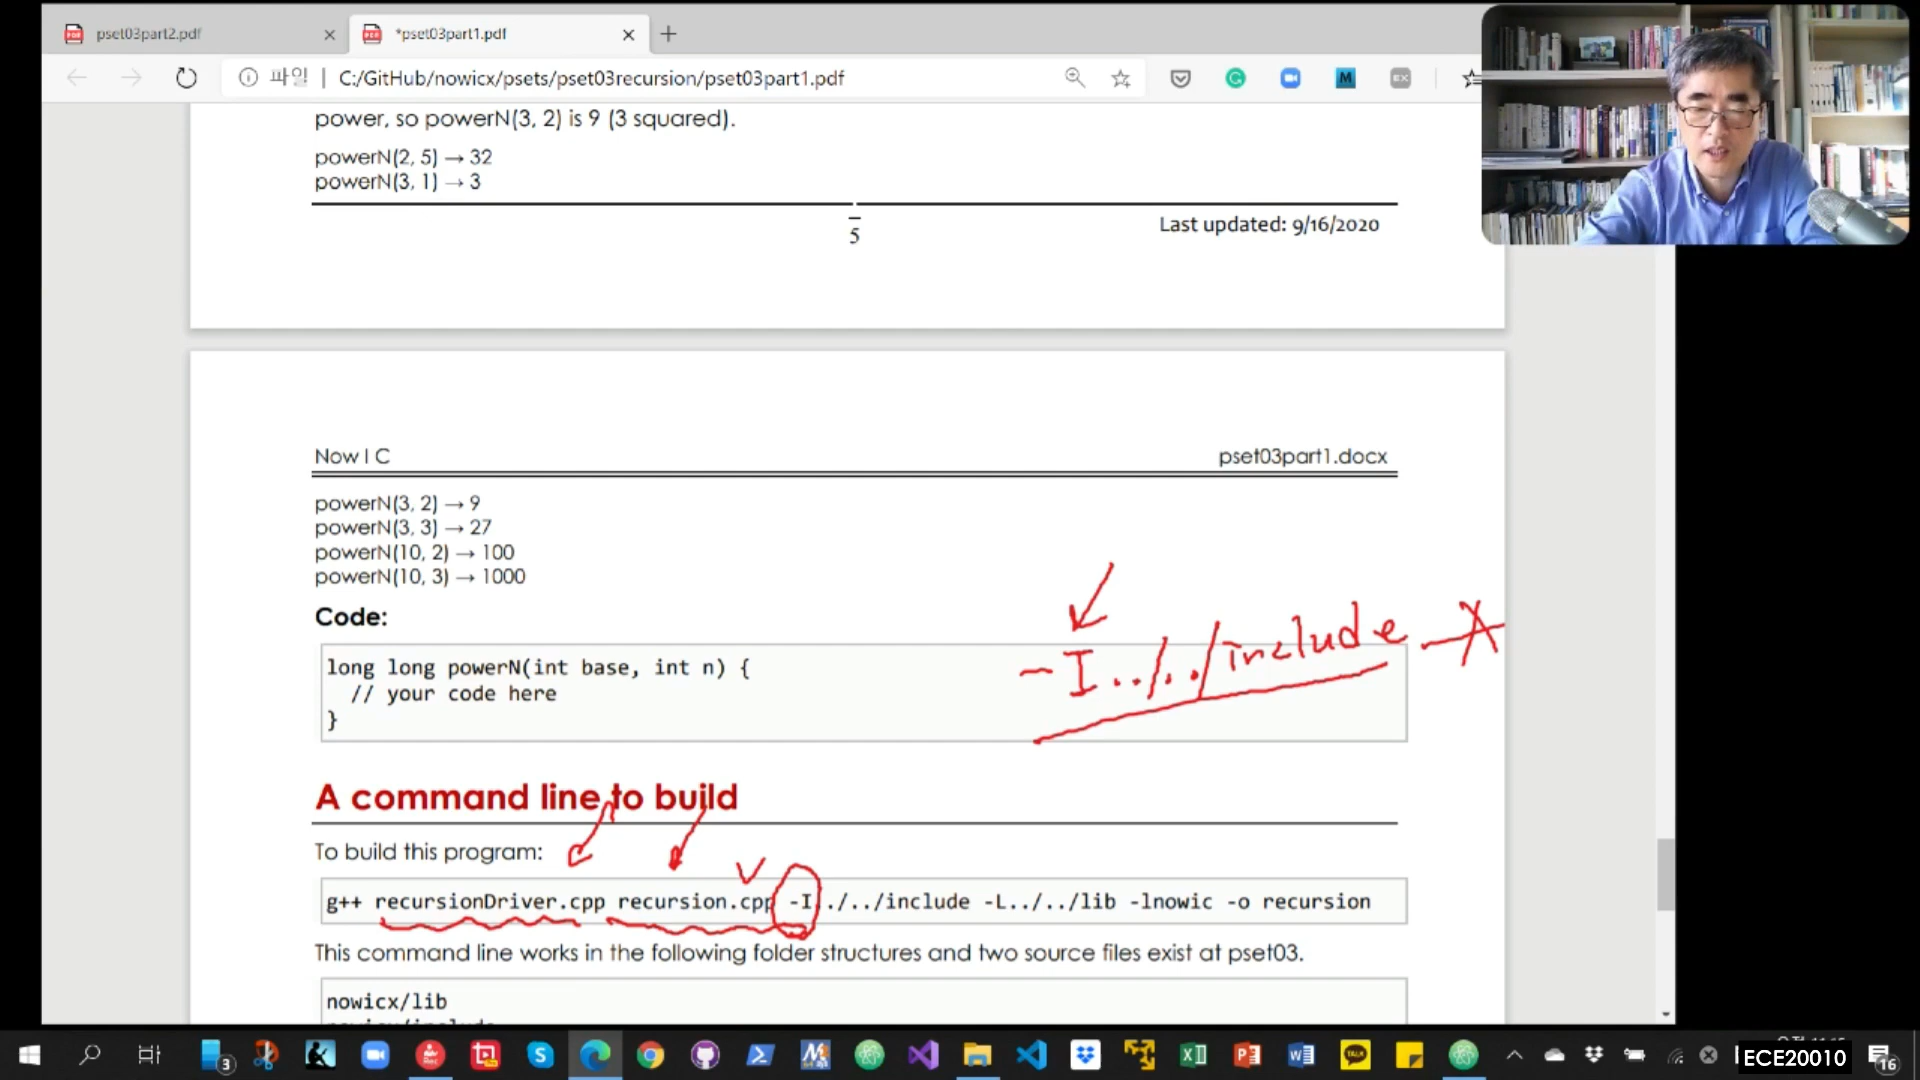 pset03part2.pdf
*pset03part1.pdf
파일 | C:/GitHub/nowicx/psets/pset03recursion/pset03part1.pdf
power, so powerN(3, 2) is 9 (3 squared).
powerN(2, 5) → 32
powerN(3, 1) → 3
5
Last updated: 9/16/2020
Now I C
pset03part1.docx
powerN(3, 2) → 9
powerN(3, 3) → 27
powerN(10, 2) → 100
powerN(10, 3) → 1000
Code:
-I../../include
long long powerN(int base, int n) {
// your code here
}
A command line to build
To build this program:
g++ recursionDriver.cpp recursion.cpp -I../../include -L../../lib -lnowic -o recursion
This command line works in the following folder structures and two source files exist at pset03.
nowicx/lib
ECE20010
3
16